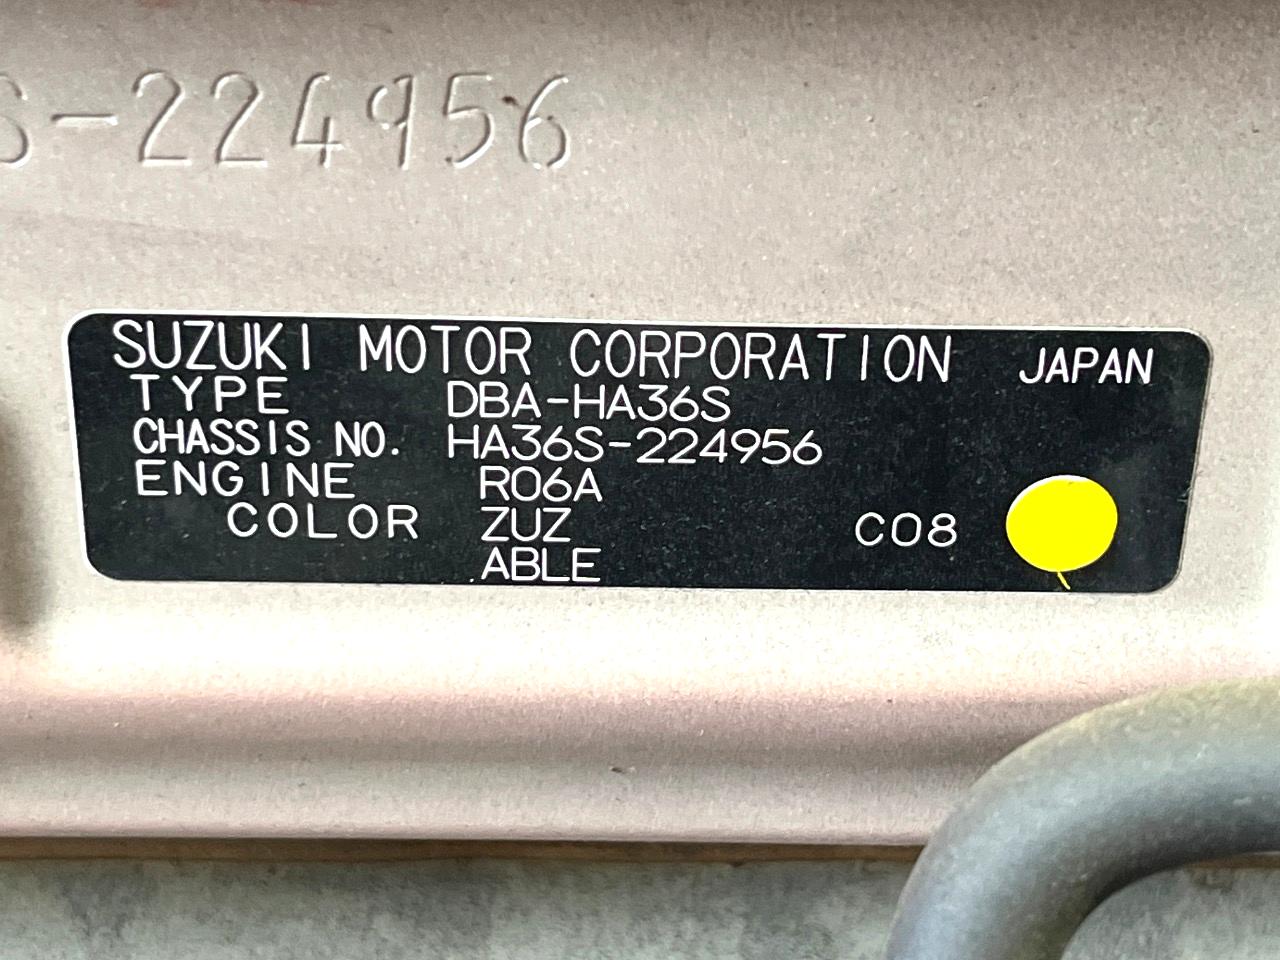 S-224956
SUZUKI MOTOR CORPORATION JAPAN
TYPE DBA-HA36S
CHASSIS NO. HA36S-224956
ENGINE R06A
COLOR ZUZ C08
ABLE